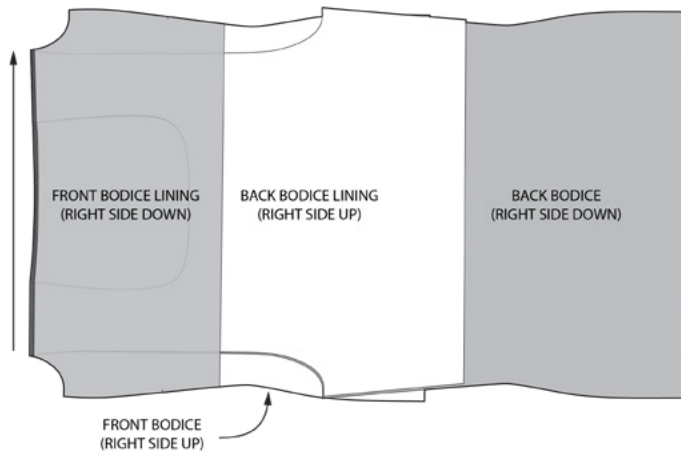 FRONT BODICE LINING
(RIGHT SIDE DOWN)
BACK BODICE LINING
(RIGHT SIDE UP)
BACK BODICE
(RIGHT SIDE DOWN)
FRONT BODICE
(RIGHT SIDE UP)